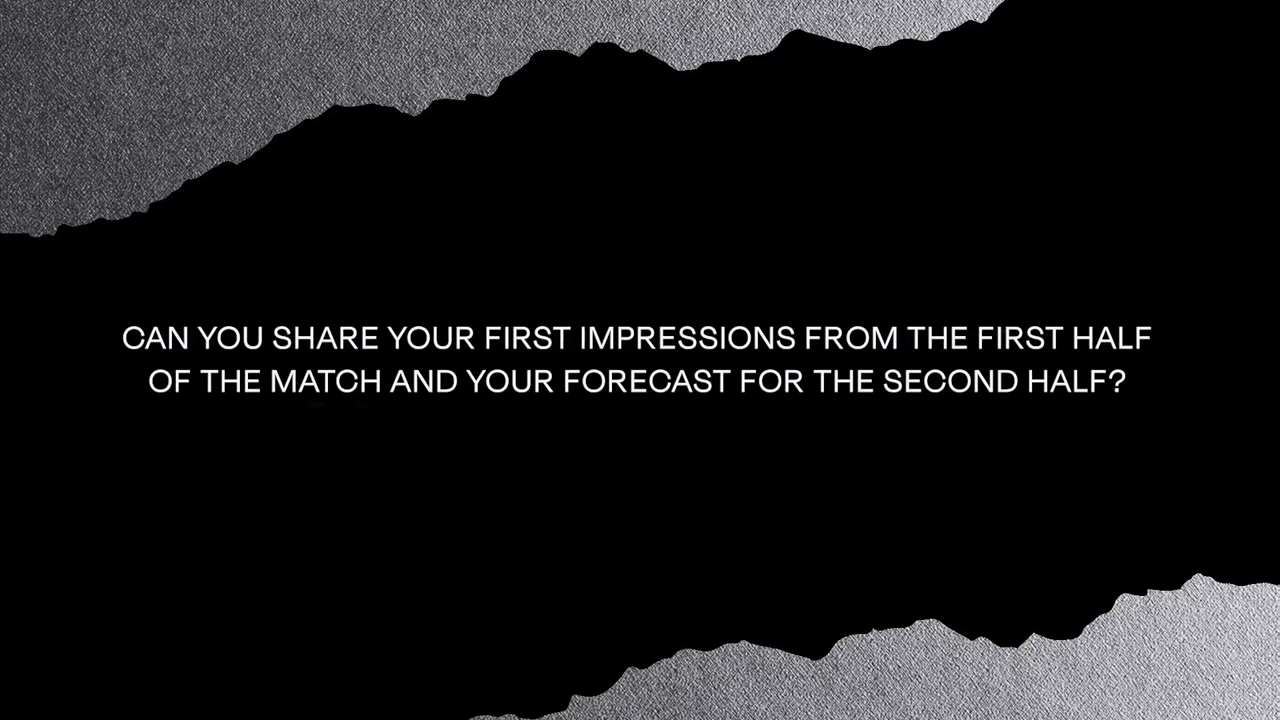 CAN YOU SHARE YOUR FIRST IMPRESSIONS FROM THE FIRST HALF
OF THE MATCH AND YOUR FORECAST FOR THE SECOND HALF?